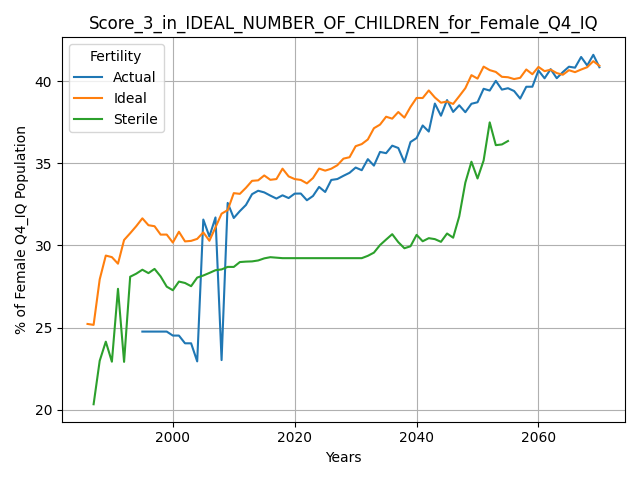 Score_3_in_IDEAL_NUMBER_OF_CHILDREN_for_Female_Q4_IQ
Fertility
Actual
Ideal
Sterile
% of Female Q4_IQ Population
40
35
30
25
20
2000
2020
2040
2060
Years